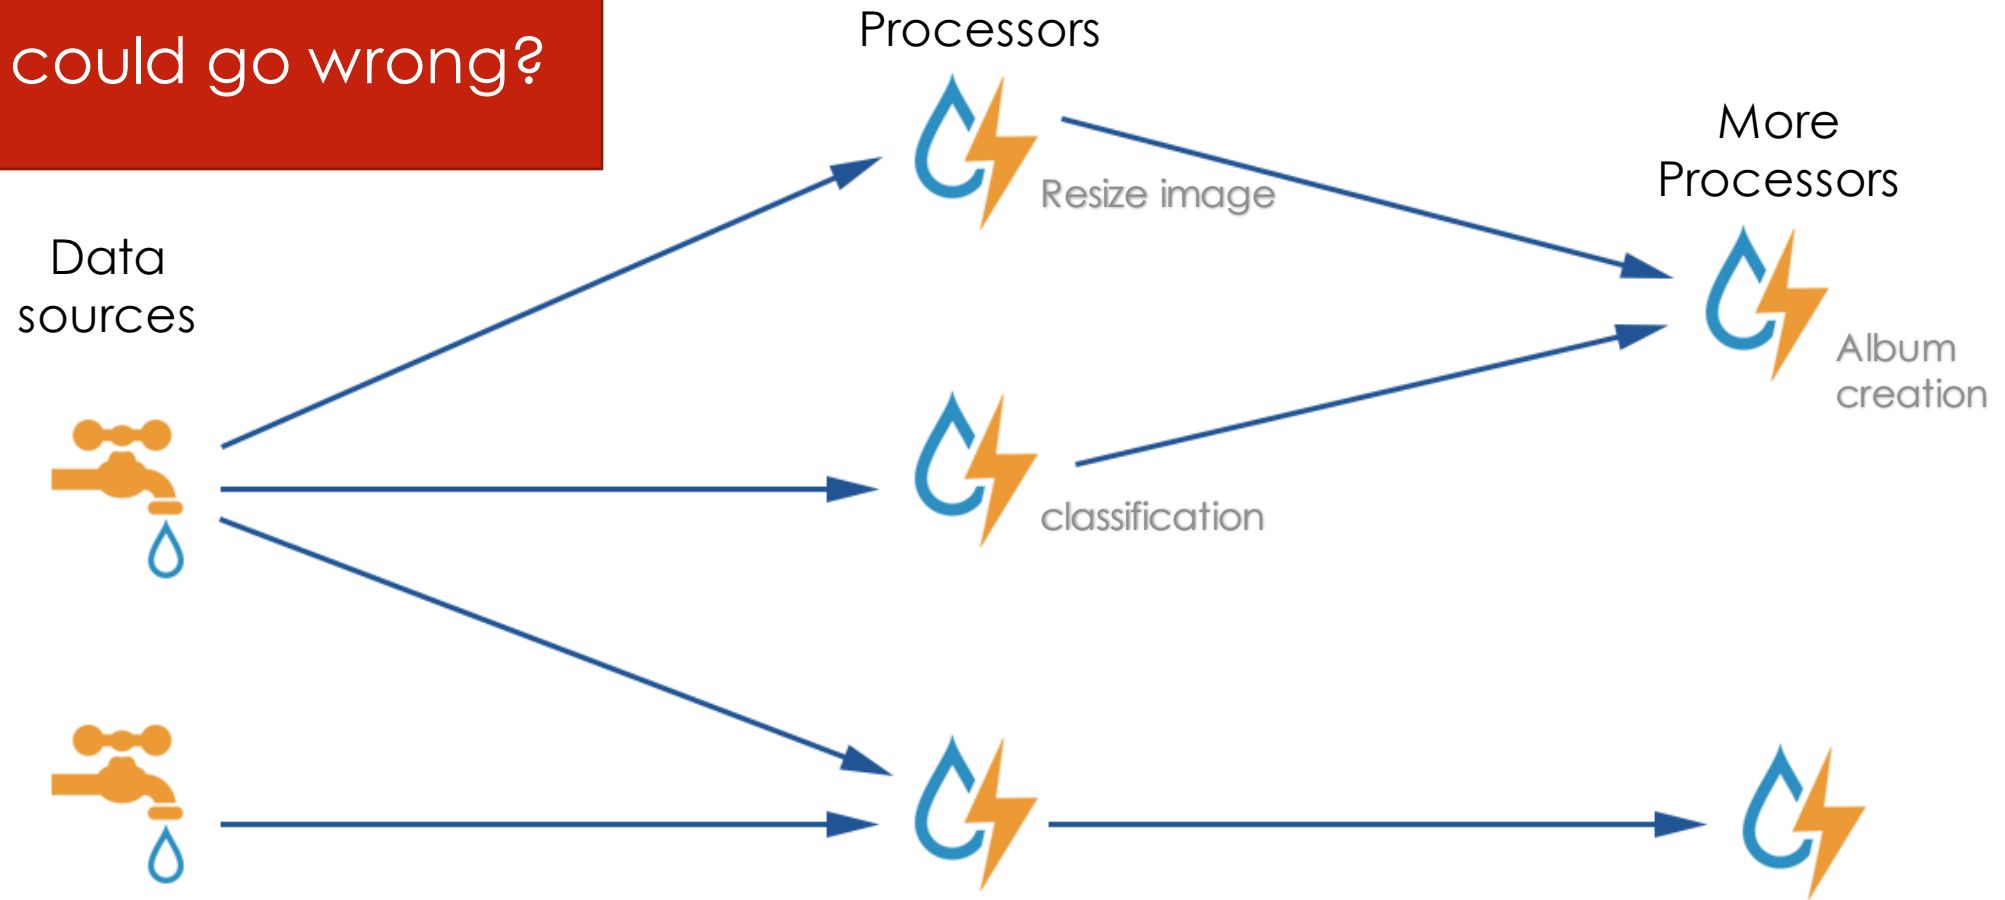 could go wrong?
Processors
More
Processors
Resize image
Data
sources
Album
creation
classification